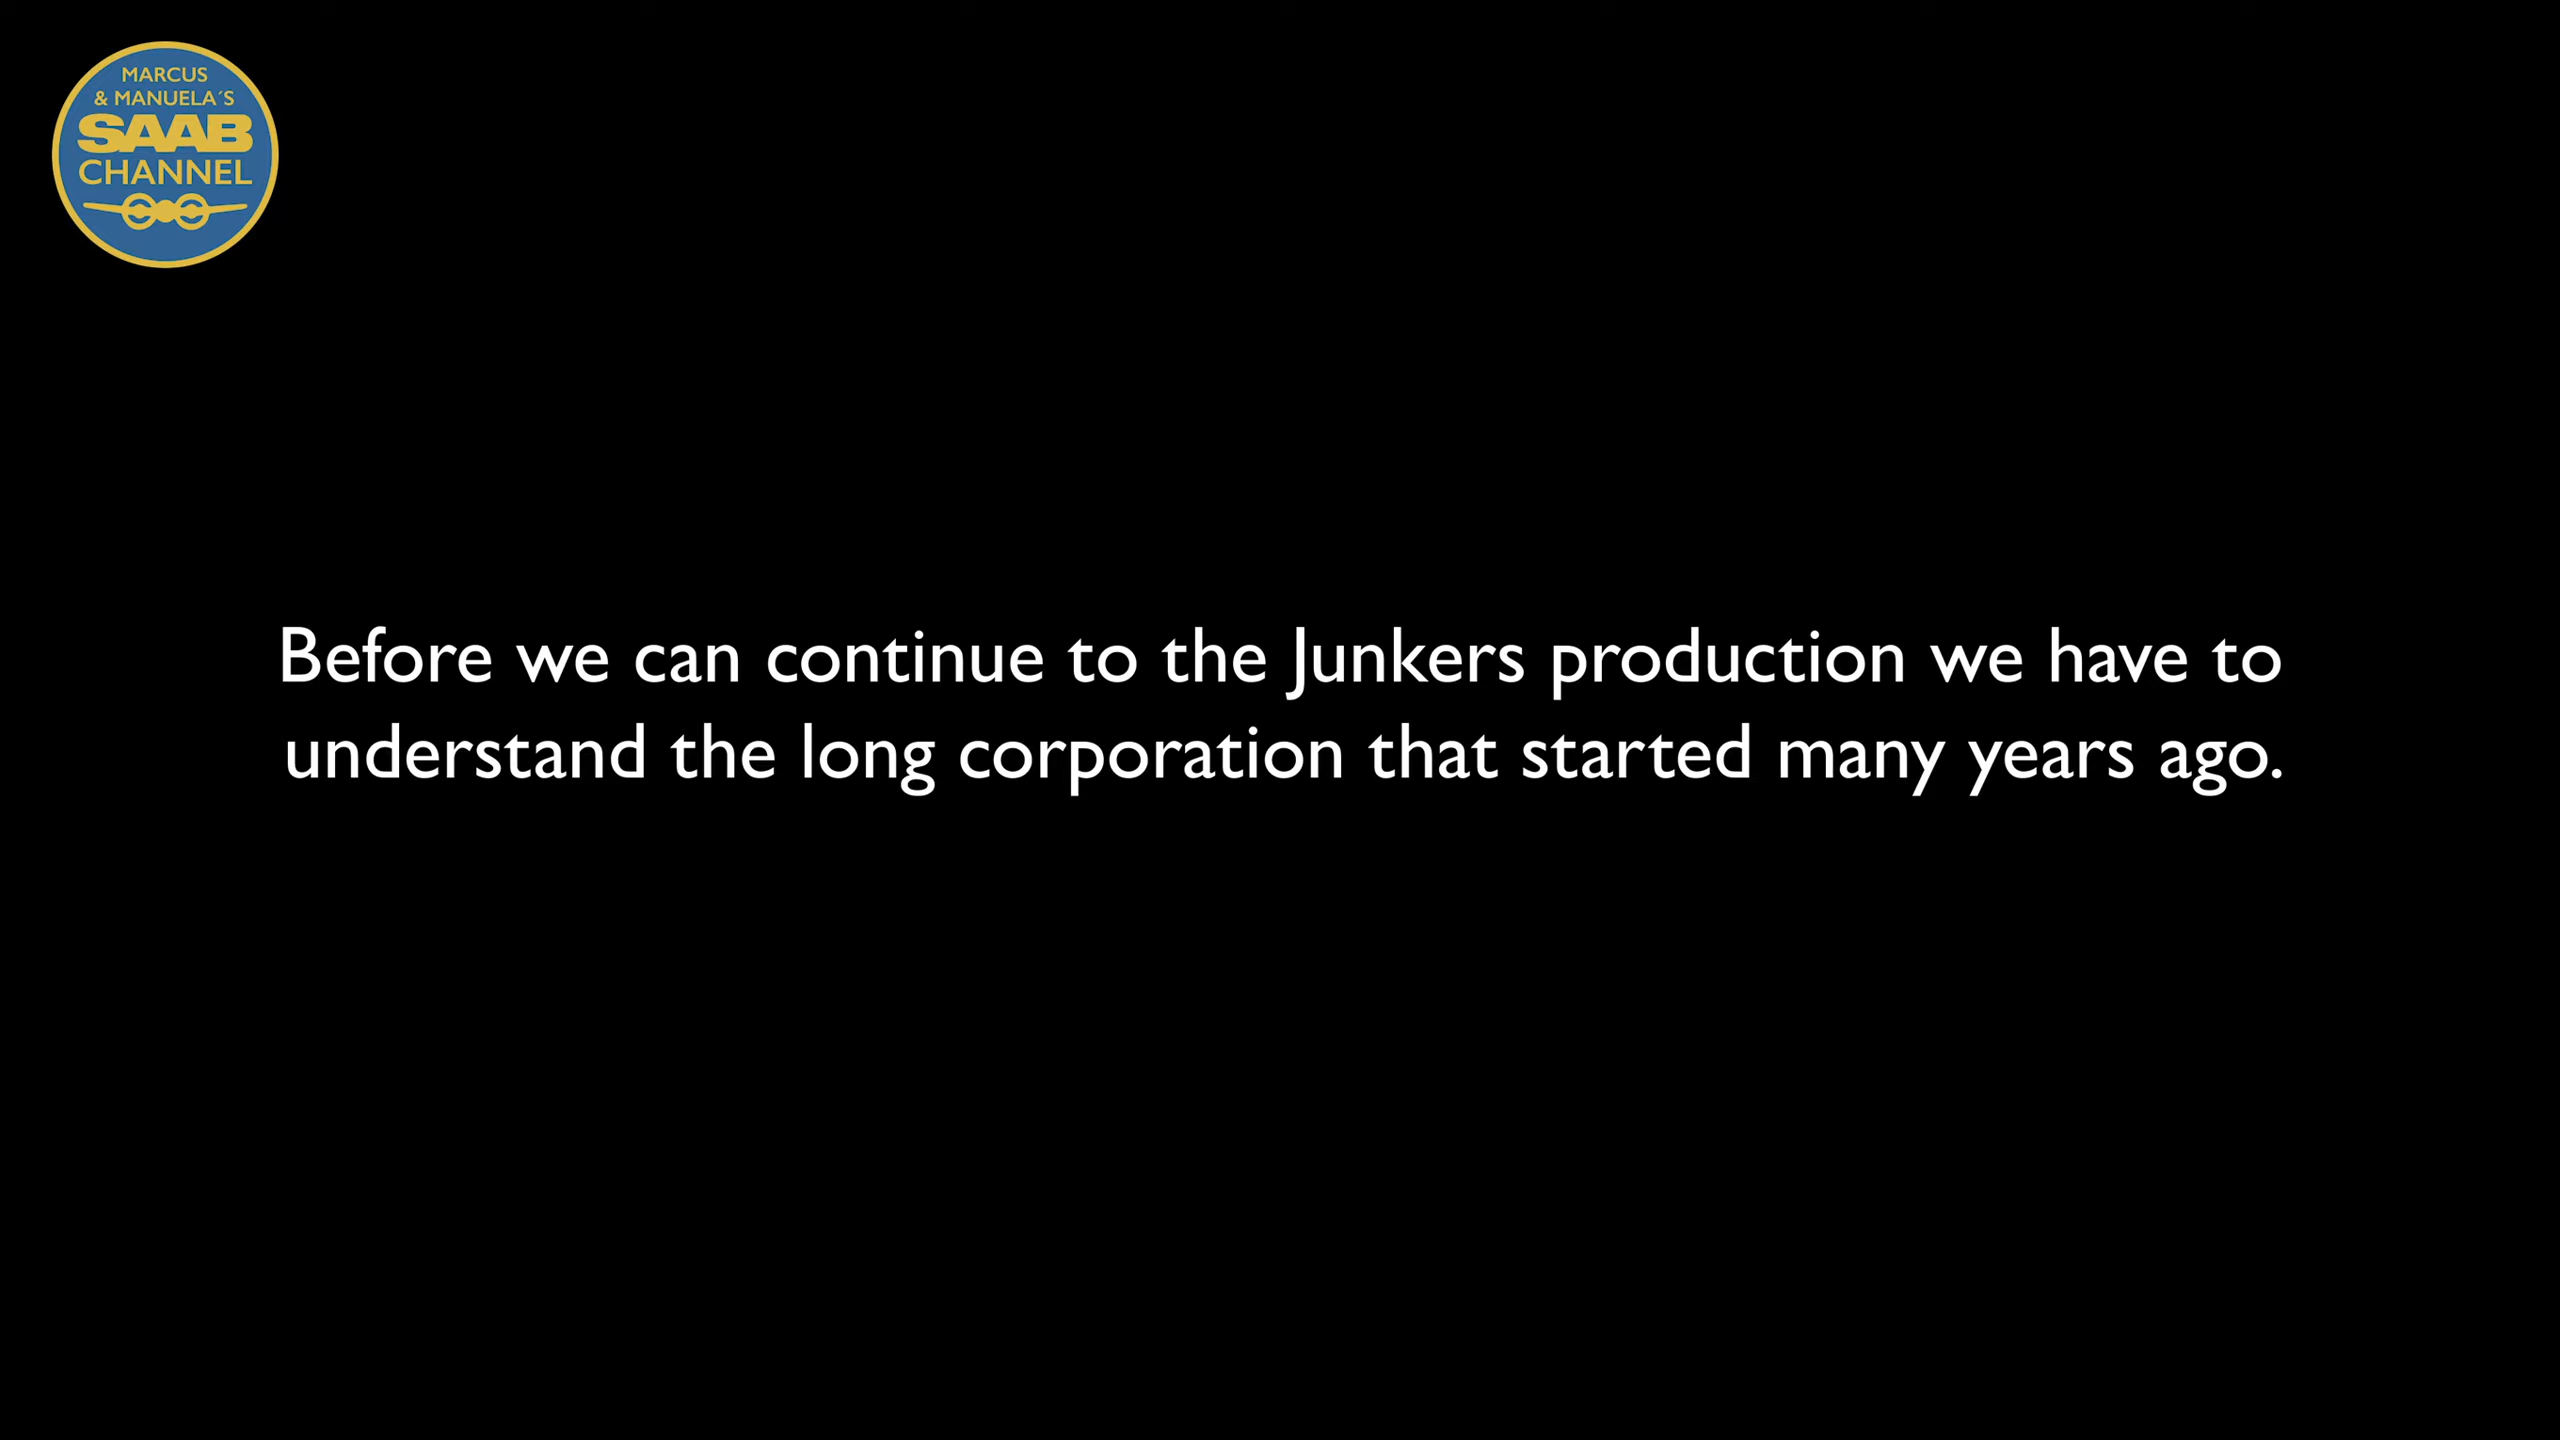 MARCUS
& MANUELA´S
SAAB
CHANNEL
Before we can continue to the Junkers production we have to
understand the long corporation that started many years ago.